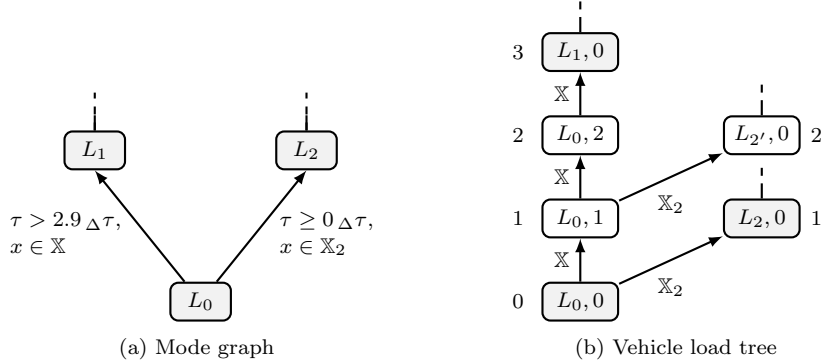 L₁
L₂
τ > 2.9 Δτ,
x ∈ 𝕏
τ ≥ 0 Δτ,
x ∈ 𝕏₂
L₀
(a) Mode graph
3 L₁, 0
𝕏
2 L₀, 2 L₂′, 0 2
𝕏
𝕏₂
1 L₀, 1 L₂, 0 1
𝕏
𝕏₂
0 L₀, 0
(b) Vehicle load tree